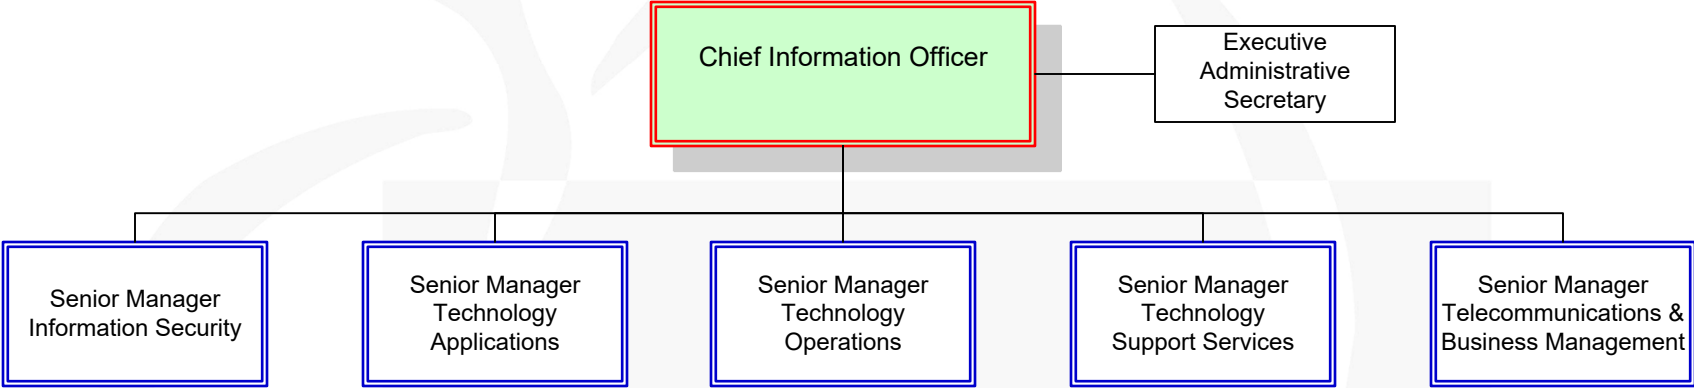 Chief Information Officer
Executive
Administrative
Secretary
Senior Manager
Information Security
Senior Manager
Technology
Applications
Senior Manager
Technology
Operations
Senior Manager
Technology
Support Services
Senior Manager
Telecommunications &
Business Management